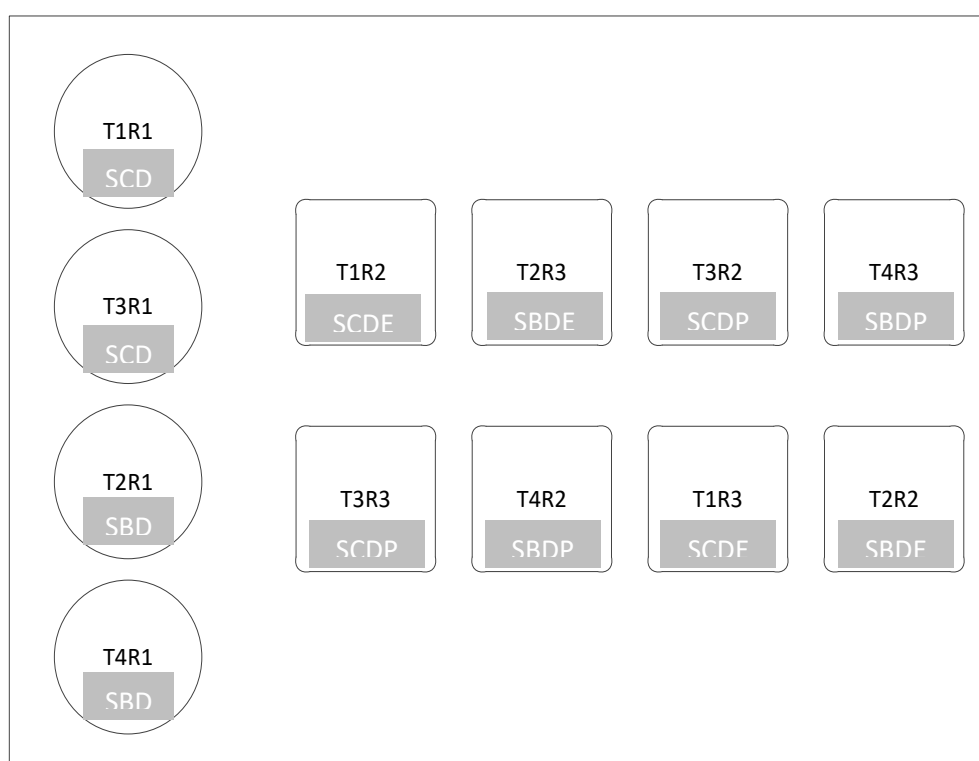 T1R1
SCD
T3R1
SCD
T2R1
SBD
T4R1
SBD
T1R2
SCDE
T2R3
SBDE
T3R2
SCDP
T4R3
SBDP
T3R3
SCDP
T4R2
SBDP
T1R3
SCDE
T2R2
SBDE